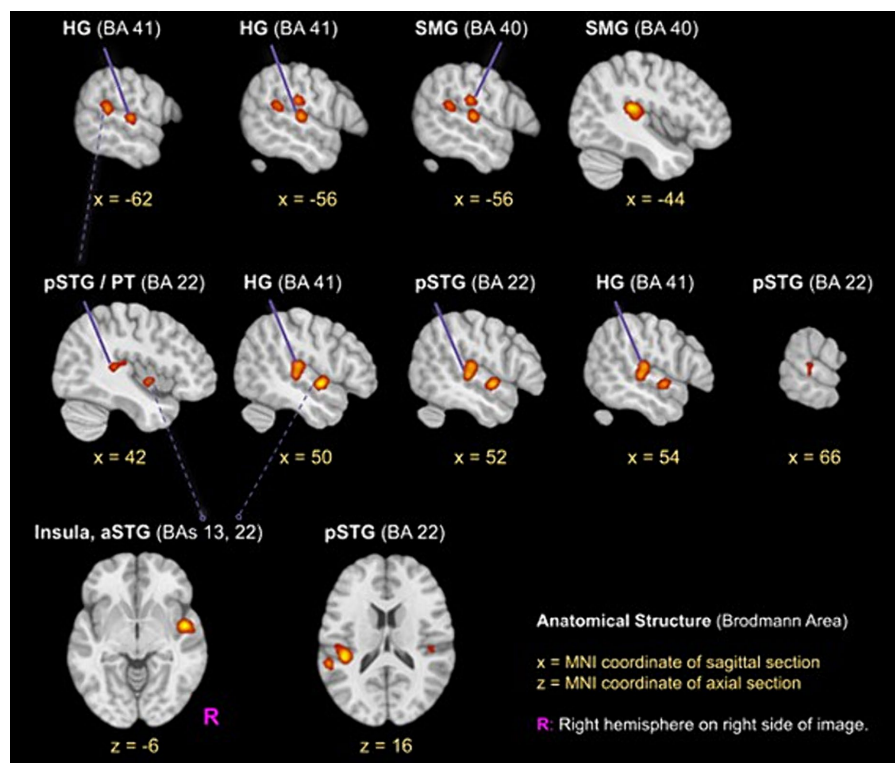 HG (BA 41)
HG (BA 41)
SMG (BA 40)
SMG (BA 40)
x = -62
x = -56
x = -56
x = -44
pSTG / PT (BA 22)
HG (BA 41)
pSTG (BA 22)
HG (BA 41)
pSTG (BA 22)
x = 42
x = 50
x = 52
x = 54
x = 66
Insula, aSTG (BAs 13, 22)
pSTG (BA 22)
R
z = -6
z = 16
Anatomical Structure (Brodmann Area)
x = MNI coordinate of sagittal section
z = MNI coordinate of axial section
R: Right hemisphere on right side of image.